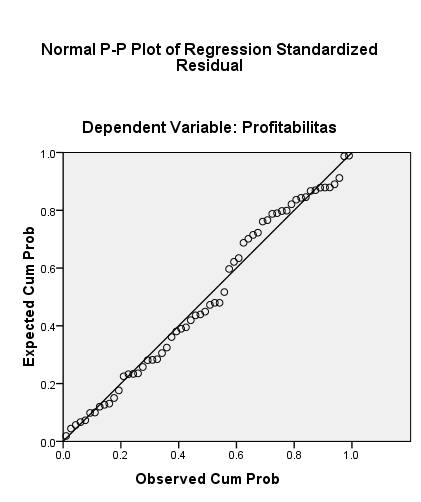 Normal P-P Plot of Regression Standardized
Residual
Dependent Variable: Profitabilitas
Expected Cum Prob
1.0
0.8
0.6
0.4
0.2
0.0
0.0 0.2 0.4 0.6 0.8 1.0
Observed Cum Prob